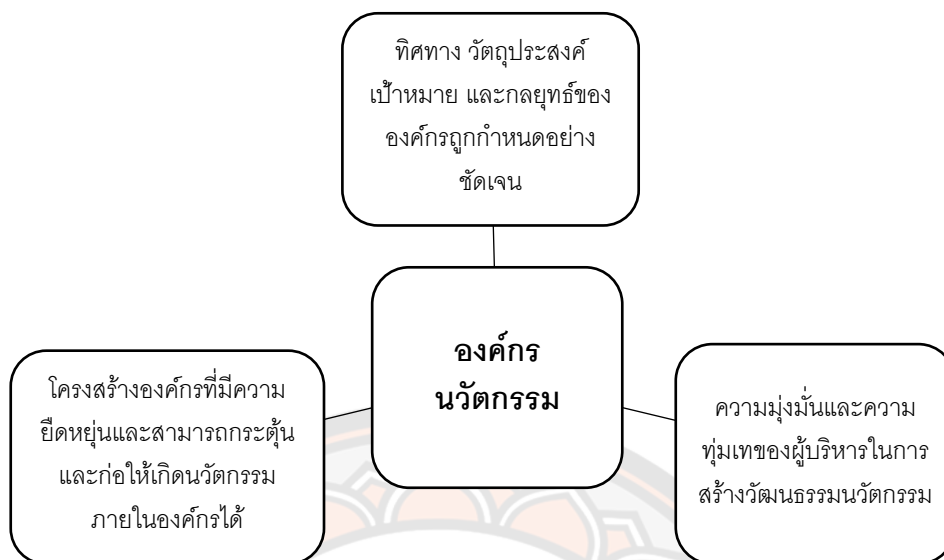 ทิศทาง วัตถุประสงค์
เป้าหมาย และกลยุทธ์ของ
องค์กรถูกกำหนดอย่าง
ชัดเจน
องค์กร
นวัตกรรม
โครงสร้างองค์กรที่มีความ
ยืดหยุ่นและสามารถกระตุ้น
และก่อให้เกิดนวัตกรรม
ภายในองค์กรได้
ความมุ่งมั่นและความ
ทุ่มเทของผู้บริหารในการ
สร้างวัฒนธรรมนวัตกรรม